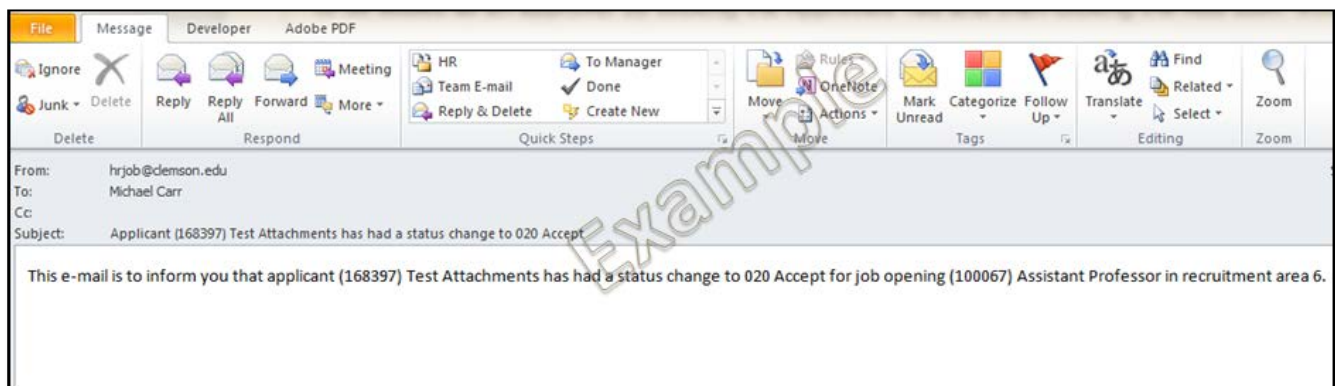 File Message Developer Adobe PDF
Ignore
Junk
Delete
Delete
Reply
Reply All
Forward
Meeting
More
Respond
HR
Team E-mail
Reply & Delete
To Manager
Done
Create New
Quick Steps
Move
Rules
OneNote
Actions
Move
Mark Unread
Categorize
Follow Up
Tags
Translate
Find
Related
Select
Editing
Zoom
Zoom
From: hrjob@clemson.edu
To: Michael Carr
Cc:
Subject: Applicant (168397) Test Attachments has had a status change to 020 Accept
This e-mail is to inform you that applicant (168397) Test Attachments has had a status change to 020 Accept for job opening (100067) Assistant Professor in recruitment area 6.
Example